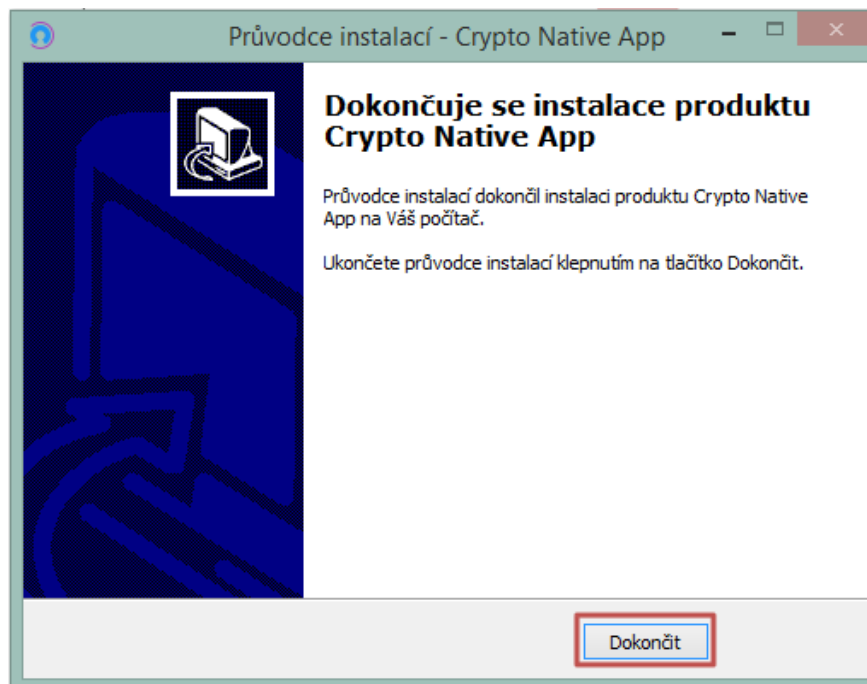 Průvodce instalací - Crypto Native App
Dokončuje se instalace produktu
Crypto Native App
Průvodce instalací dokončil instalaci produktu Crypto Native
App na Váš počítač.
Ukončete průvodce instalací klepnutím na tlačítko Dokončit.
Dokončit